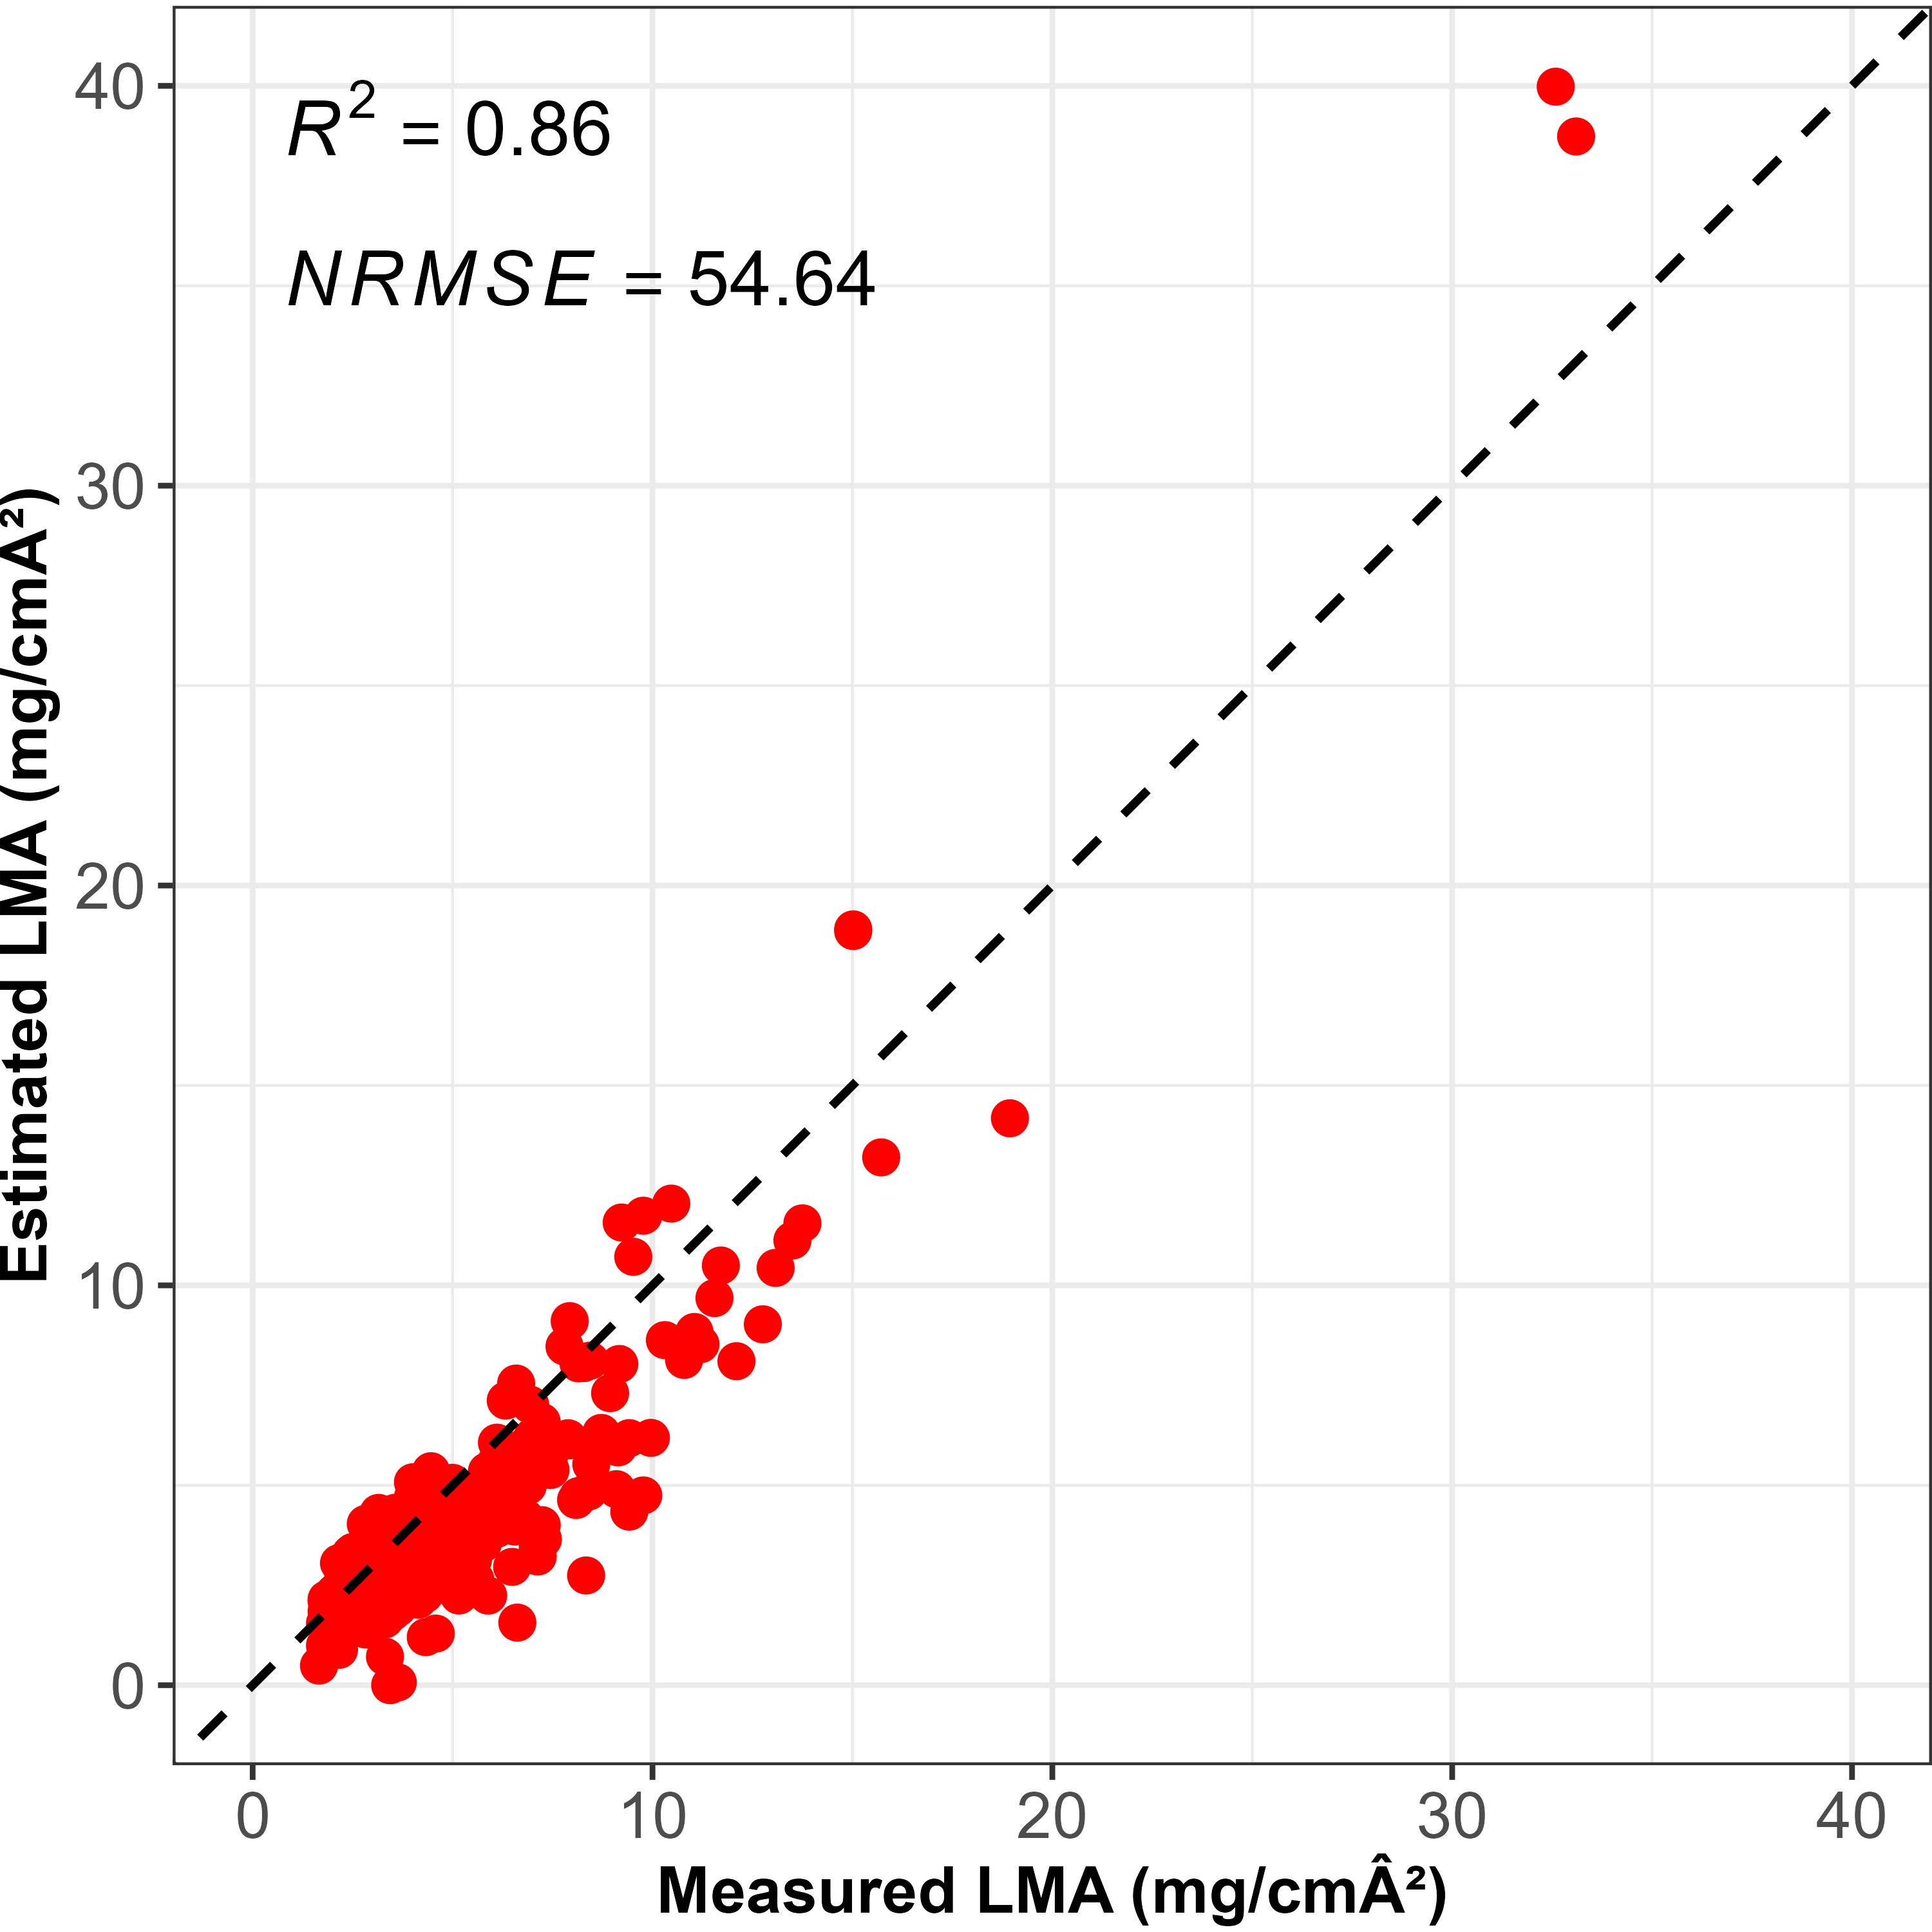 R² = 0.86
NRMSE = 54.64
Estimated LMA (mg/cmÂ²)
40
30
20
10
0
0 10 20 30 40
Measured LMA (mg/cmÂ²)